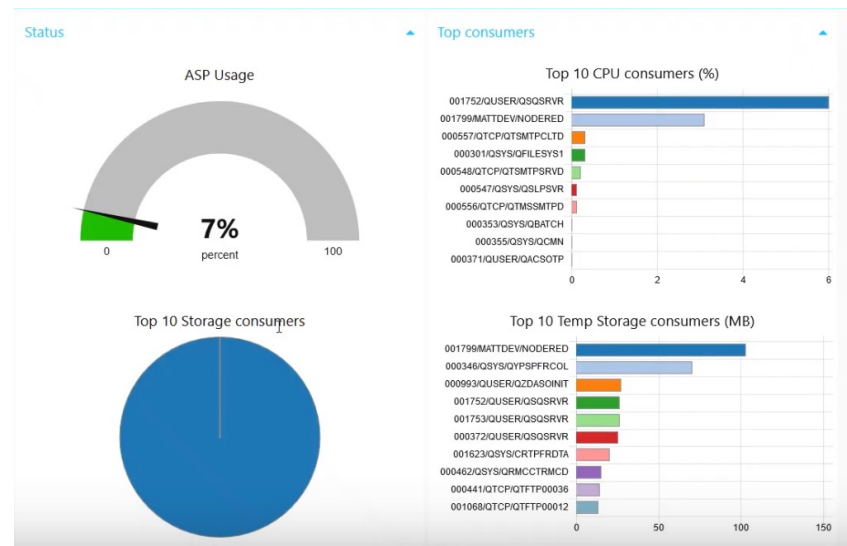 Status
ASP Usage
7%
percent
0
100
Top 10 Storage consumers
Top consumers
Top 10 CPU consumers (%)
001752/QUSER/QSQSRVR
001799/MATTDEV/NODERED
000557/QTCP/QTSMTPCLTD
000301/QSYS/QFILESYS1
000548/QTCP/QTSMTPSRVD
000547/QSYS/QSLPSVR
000556/QTCP/QTMSSMTPD
000353/QSYS/QBATCH
000355/QSYS/QCMN
000371/QUSER/QACSOTP
0 2 4 6
Top 10 Temp Storage consumers (MB)
001799/MATTDEV/NODERED
000346/QSYS/QYPSPFRCOL
000993/QUSER/QZDASOINIT
001752/QUSER/QSQSRVR
001753/QUSER/QSQSRVR
000372/QUSER/QSQSRVR
001623/QSYS/CRTPFRDTA
000462/QSYS/QRMCCTRMCD
000441/QTCP/QTFTP00036
001068/QTCP/QTFTP00012
0 50 100 150